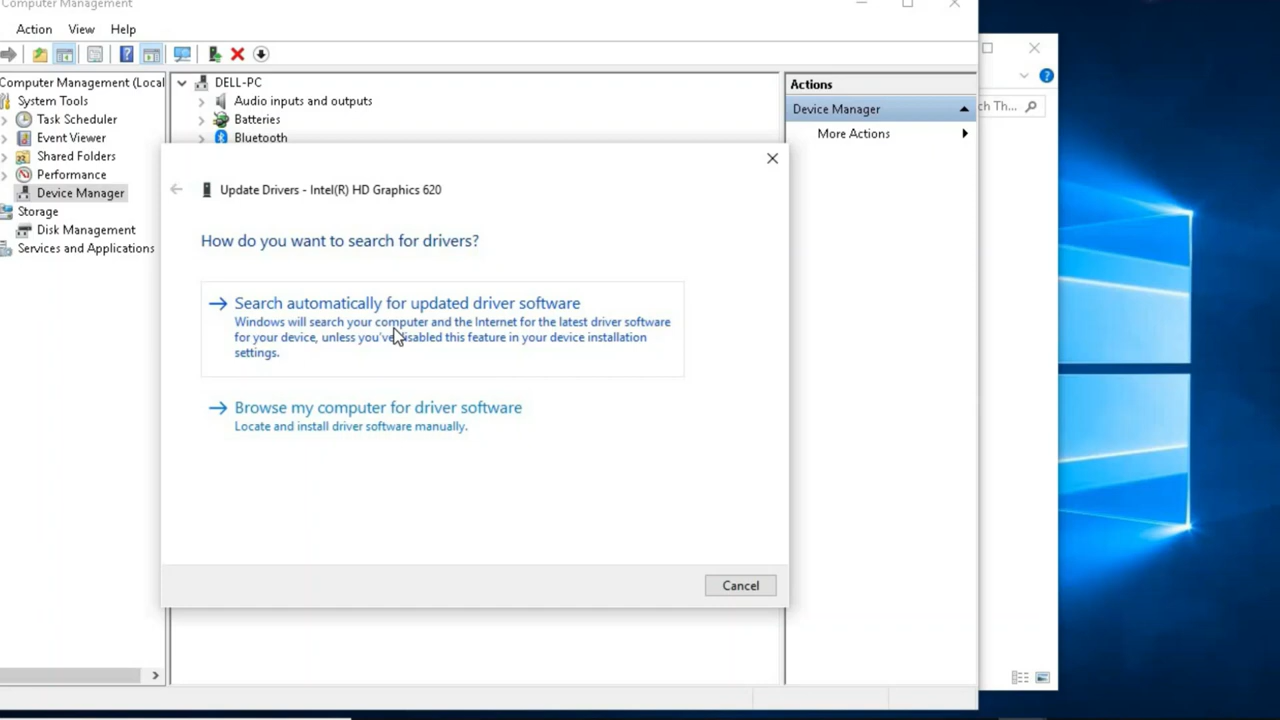 Computer Management
Action View Help
Computer Management (Local
System Tools
Task Scheduler
Event Viewer
Shared Folders
Performance
Device Manager
Storage
Disk Management
Services and Applications
DELL-PC
Audio inputs and outputs
Batteries
Bluetooth
Actions
Device Manager
More Actions
ch Th...
Update Drivers - Intel(R) HD Graphics 620
How do you want to search for drivers?
Search automatically for updated driver software
Windows will search your computer and the Internet for the latest driver software
for your device, unless you've disabled this feature in your device installation
settings.
Browse my computer for driver software
Locate and install driver software manually.
Cancel